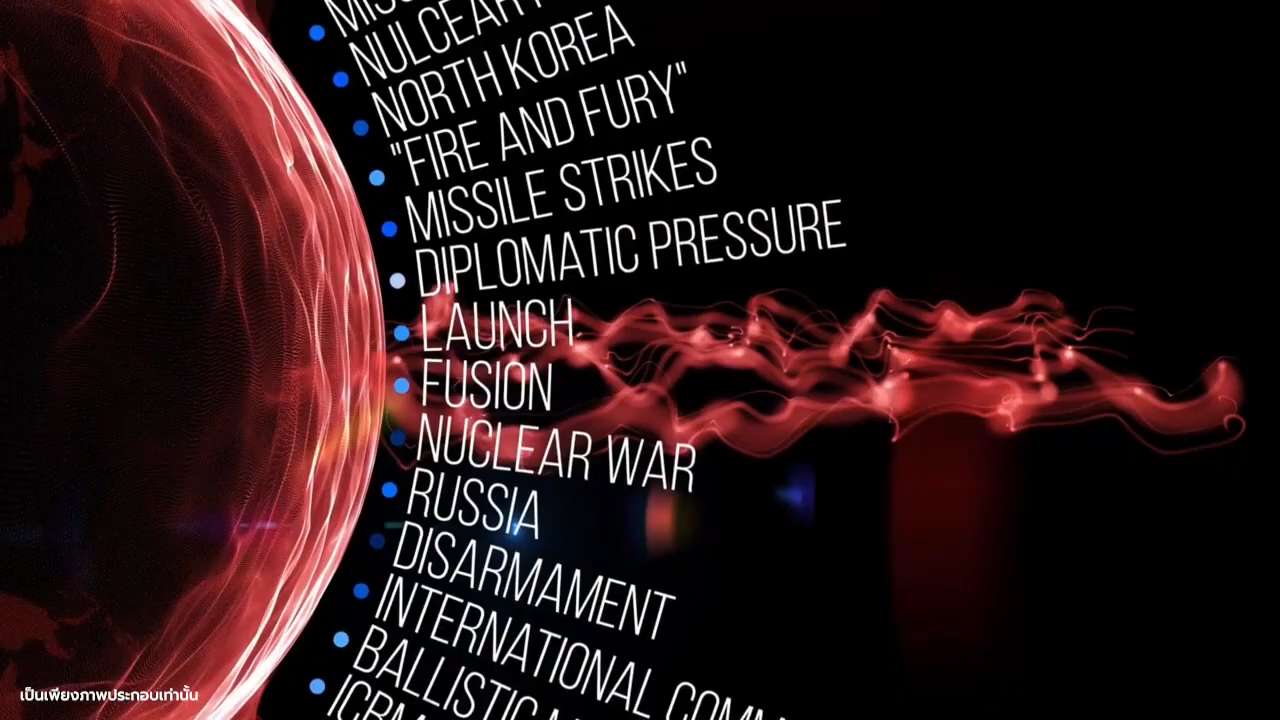 NULCEAR
NORTH KOREA
"FIRE AND FURY"
MISSILE STRIKES
DIPLOMATIC PRESSURE
LAUNCH
FUSION
NUCLEAR WAR
RUSSIA
DISARMAMENT
INTERNATIONAL
BALLISTIC
เป็นเพียงภาพประกอบเท่านั้น